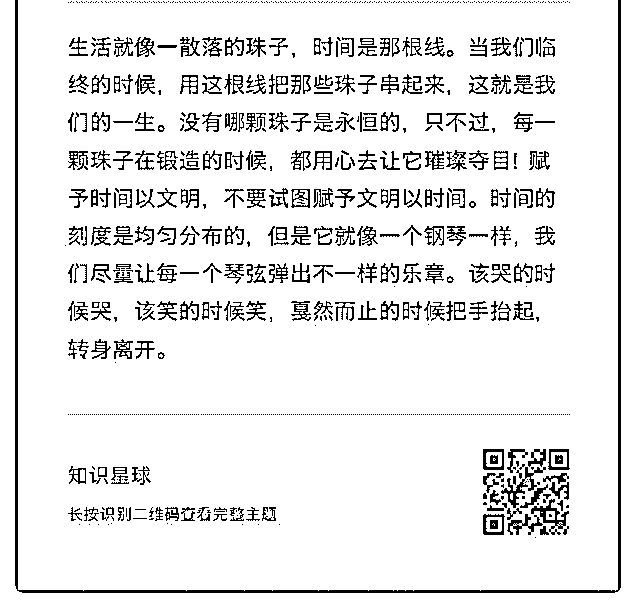 生活就像一散落的珠子，时间是那根线。当我们临
终的时候，用这根线把那些珠子串起来，这就是我
们的一生。没有哪颗珠子是永恒的，只不过，每一
颗珠子在锻造的时候，都用心去让它璀璨夺目！赋
予时间以文明，不要试图赋予文明以时间。时间的
刻度是均匀分布的，但是它就像一个钢琴一样，我
们尽量让每一个琴弦弹出不一样的乐章。该哭的时
候哭，该笑的时候笑，戛然而止的时候把手抬起，
转身离开。
知识星球
长按识别二维码查看完整主题